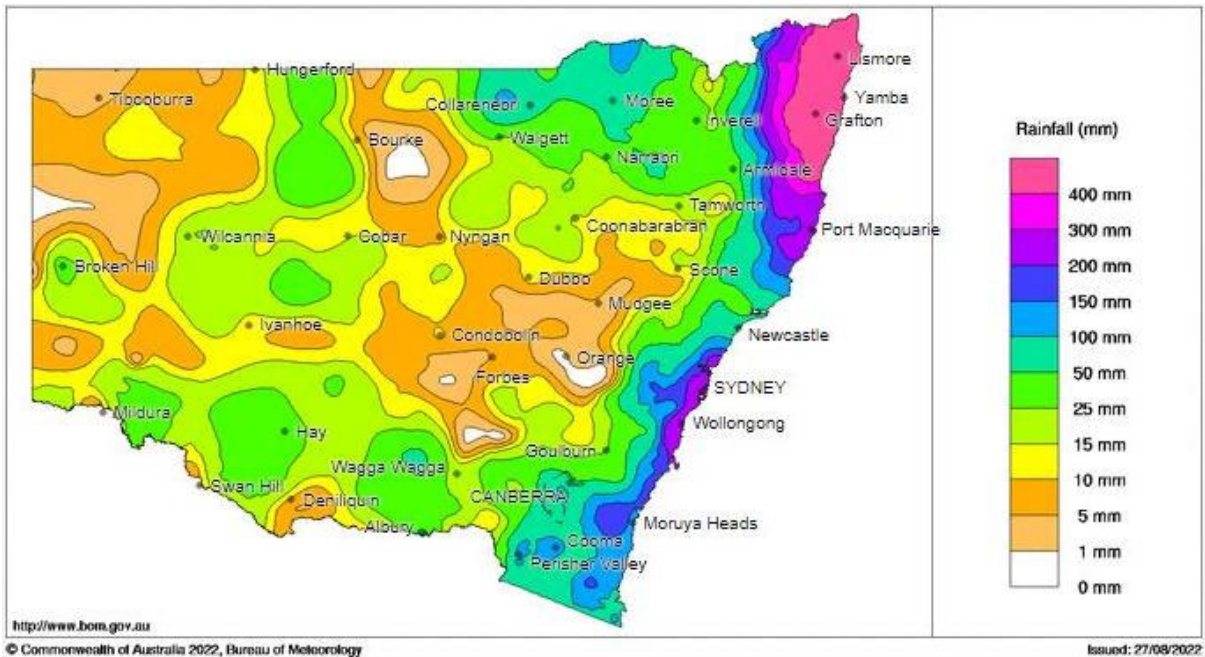 Hungerford
Tibooburra
Collarenebri
Moree
Lismore
Yamba
Grafton
Inverell
Bourke
Walgett
Narrabri
Armidale
Tamworth
Coonabarabran
Port Macquarie
Wilcannia
Cobar
Nyngan
Broken Hill
Dubbo
Scone
Mudgee
Ivanhoe
Condobolin
Newcastle
Orange
Forbes
SYDNEY
Mildura
Wollongong
Hay
Goulburn
Wagga Wagga
Swan Hill
Deniliquin
CANBERRA
Albury
Moruya Heads
Cooma
Perisher Valley
Rainfall (mm)
400 mm
300 mm
200 mm
150 mm
100 mm
50 mm
25 mm
15 mm
10 mm
5 mm
1 mm
0 mm
http://www.bom.gov.au
© Commonwealth of Australia 2022, Bureau of Meteorology
Issued: 27/08/2022